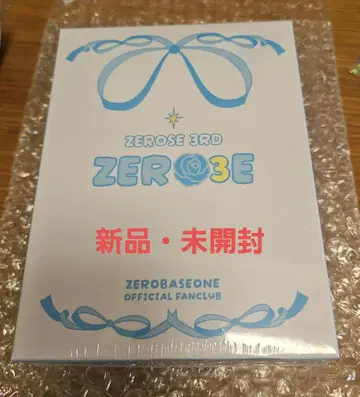 ZEROSE 3RD
ZERO3E
新品・未開封
ZEROBASEONE
OFFICIAL FANCLUB